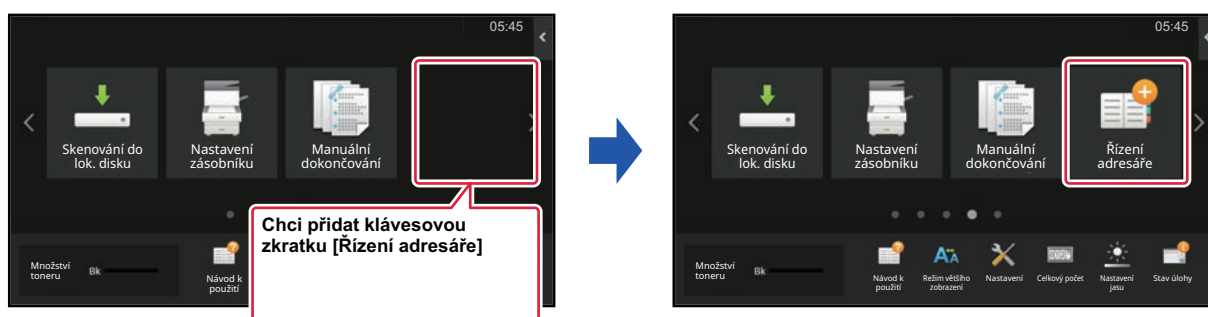 05:45
Skenování do
lok. disku
Nastavení
zásobníku
Manuální
dokončování
Chci přidat klávesovou
zkratku [Řízení adresáře]
Množství
toneru
Bk
Návod k
použití
05:45
Skenování do
lok. disku
Nastavení
zásobníku
Manuální
dokončování
Řízení
adresáře
Množství
toneru
Bk
Návod k
použití
Režim většího
zobrazení
Nastavení
Celkový počet
Nastavení
jasu
Stav úlohy